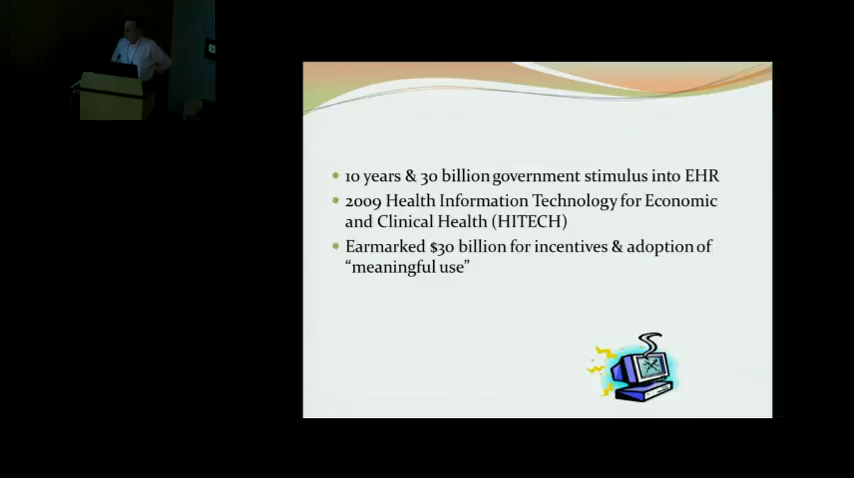 10 years & 30 billion government stimulus into EHR
2009 Health Information Technology for Economic
and Clinical Health (HITECH)
Earmarked $30 billion for incentives & adoption of
“meaningful use”